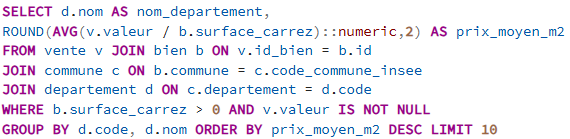 SELECT d.nom AS nom_departement,
ROUND(AVG(v.valeur / b.surface_carrez)::numeric,2) AS prix_moyen_m2
FROM vente v JOIN bien b ON v.id_bien = b.id
JOIN commune c ON b.commune = c.code_commune_insee
JOIN departement d ON c.departement = d.code
WHERE b.surface_carrez > 0 AND v.valeur IS NOT NULL
GROUP BY d.code, d.nom ORDER BY prix_moyen_m2 DESC LIMIT 10